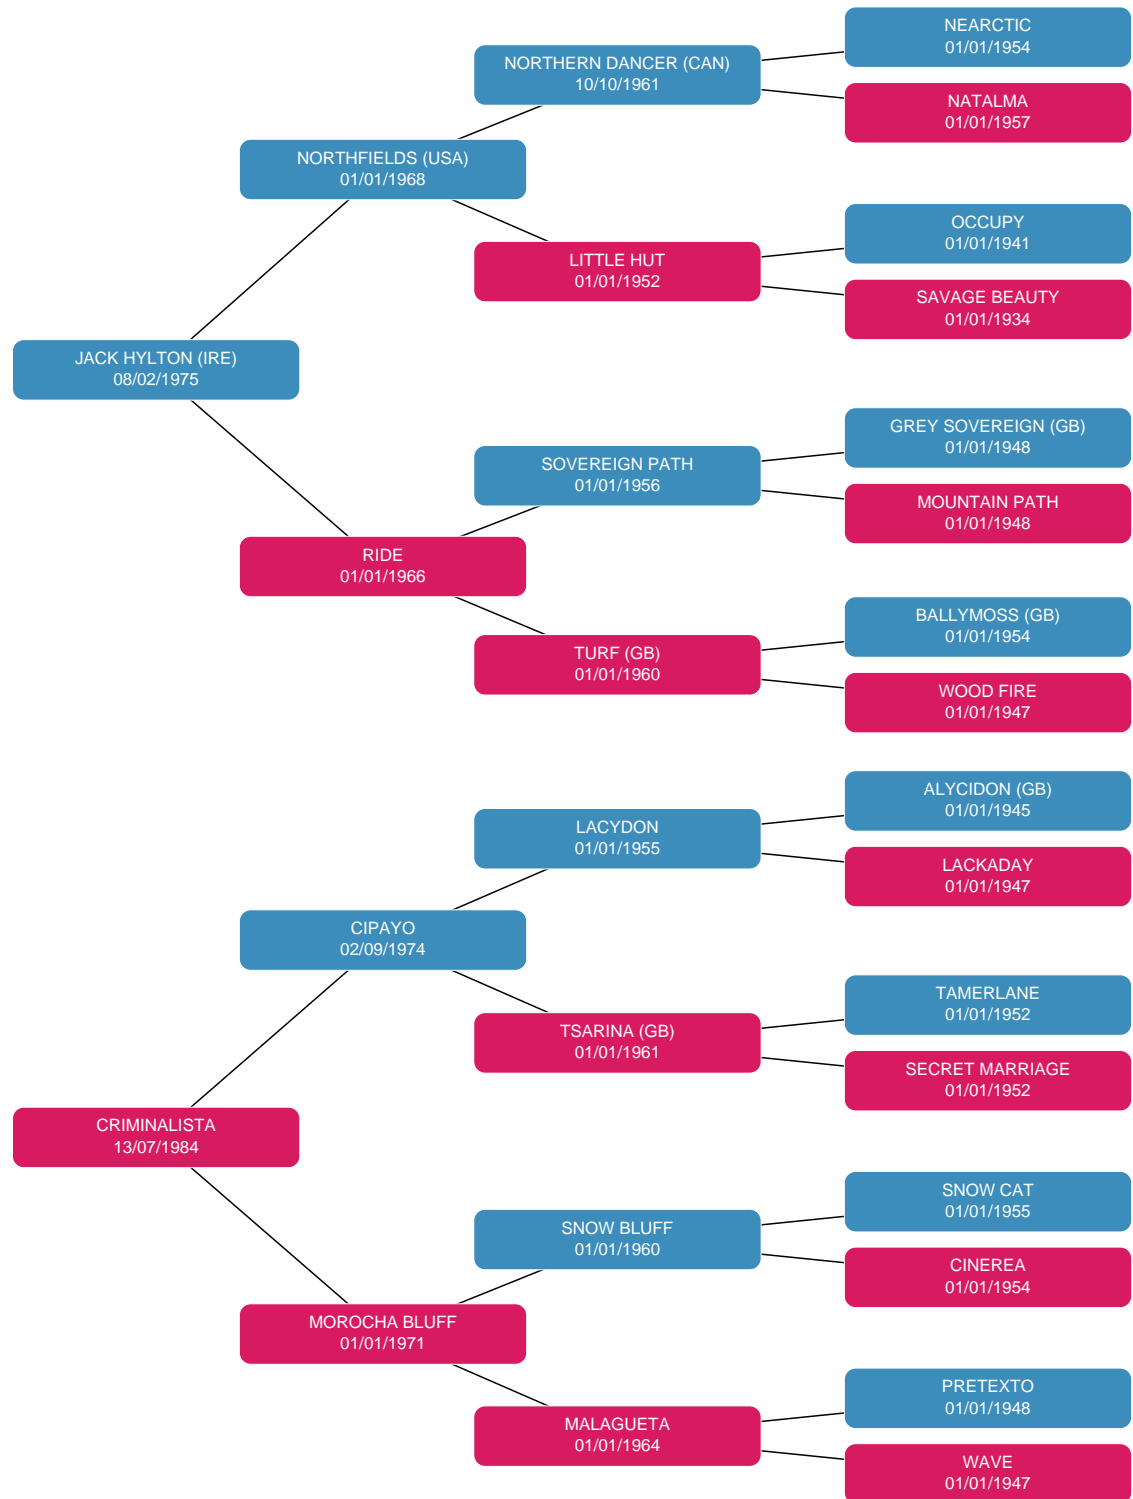 NEARCTIC
01/01/1954
NORTHERN DANCER (CAN)
10/10/1961
NATALMA
01/01/1957
NORTHFIELDS (USA)
01/01/1968
OCCUPY
01/01/1941
LITTLE HUT
01/01/1952
SAVAGE BEAUTY
01/01/1934
JACK HYLTON (IRE)
08/02/1975
GREY SOVEREIGN (GB)
01/01/1948
SOVEREIGN PATH
01/01/1956
MOUNTAIN PATH
01/01/1948
RIDE
01/01/1966
BALLYMOSS (GB)
01/01/1954
TURF (GB)
01/01/1960
WOOD FIRE
01/01/1947
ALYCIDON (GB)
01/01/1945
LACYDON
01/01/1955
LACKADAY
01/01/1947
CIPAYO
02/09/1974
TAMERLANE
01/01/1952
TSARINA (GB)
01/01/1961
SECRET MARRIAGE
01/01/1952
CRIMINALISTA
13/07/1984
SNOW CAT
01/01/1955
SNOW BLUFF
01/01/1960
CINEREA
01/01/1954
MOROCHA BLUFF
01/01/1971
PRETEXTO
01/01/1948
MALAGUETA
01/01/1964
WAVE
01/01/1947